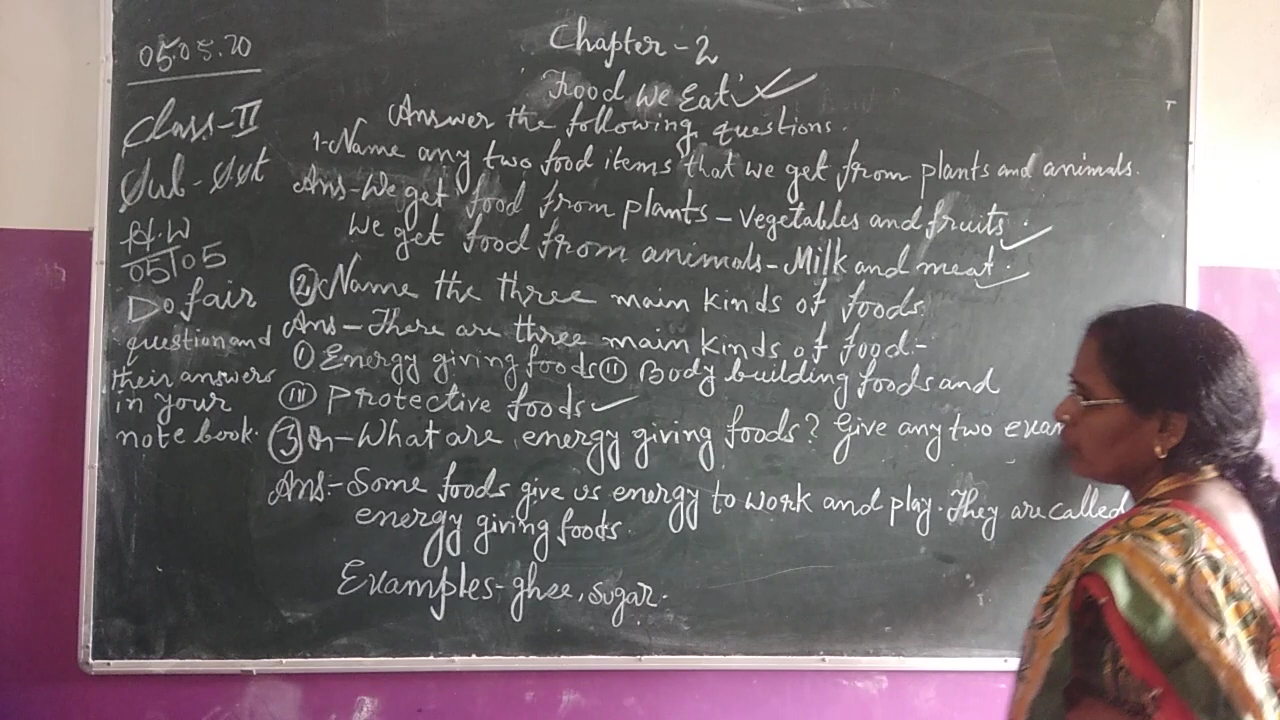 05.05.20
Class-II
Sub-Sst
H.W
05/05
Do fair
question and
their answers
in your
note book.
Chapter-2
Food We Eat
Answer the following questions.
1-Name any two food items that we get from plants and animals.
Ans-We get food from plants-Vegetables and fruits.
We get food from animals-Milk and meat.
② Name the three main kinds of foods.
Ans-There are three main kinds of food:-
(I) Energy giving foods (II) Body building foods and
(III) Protective foods
③ Q-What are energy giving foods? Give any two
Ans:-Some foods give us energy to work and play. They are called
energy giving foods.
Examples-ghee, sugar.